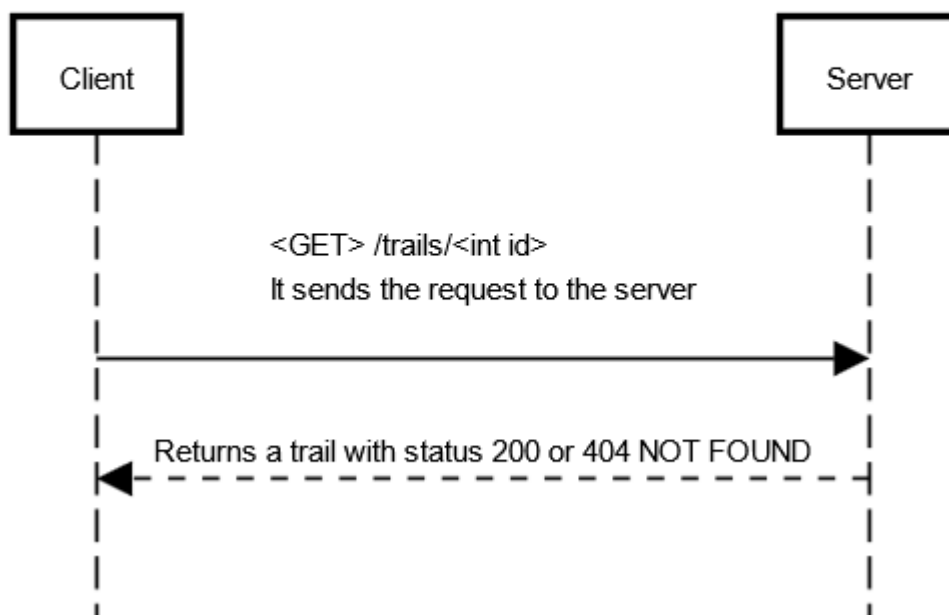 Client
Server
<GET> /trails/<int id>
It sends the request to the server
Returns a trail with status 200 or 404 NOT FOUND